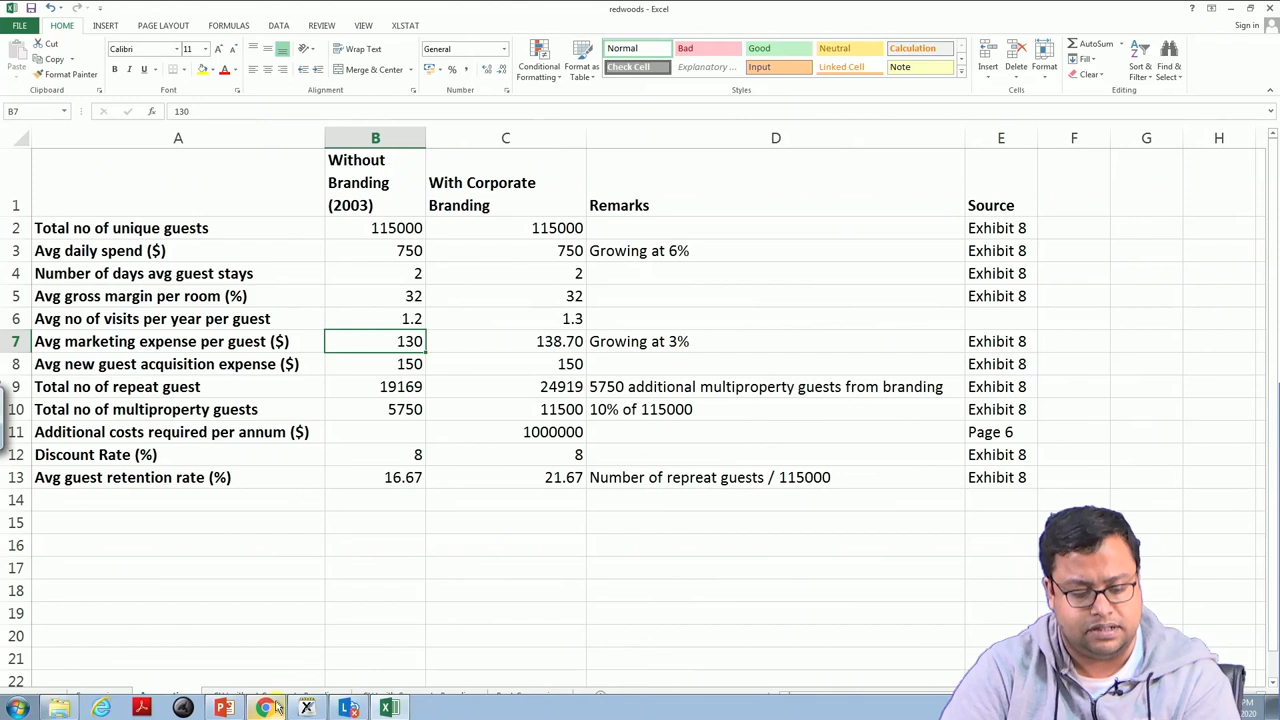 redwoods - Excel
FILE HOME INSERT PAGE LAYOUT FORMULAS DATA REVIEW VIEW XLSTAT Sign in
Cut
Copy
Format Painter
Paste
Clipboard
Calibri 11
Font
Wrap Text
Merge & Center
Alignment
General
Number
Conditional Formatting
Format as Table
Normal Bad Good Neutral Calculation
Check Cell Explanatory ... Input Linked Cell Note
Styles
Insert Delete Format
Cells
AutoSum
Fill
Clear
Sort & Filter
Find & Select
Editing
B7 130
A B C D E F G H
1 Without Branding (2003) With Corporate Branding Remarks Source
2 Total no of unique guests 115000 115000 Exhibit 8
3 Avg daily spend ($) 750 750 Growing at 6% Exhibit 8
4 Number of days avg guest stays 2 2 Exhibit 8
5 Avg gross margin per room (%) 32 32 Exhibit 8
6 Avg no of visits per year per guest 1.2 1.3
7 Avg marketing expense per guest ($) 130 138.70 Growing at 3% Exhibit 8
8 Avg new guest acquisition expense ($) 150 150 Exhibit 8
9 Total no of repeat guest 19169 24919 5750 additional multiproperty guests from branding Exhibit 8
10 Total no of multiproperty guests 5750 11500 10% of 115000 Exhibit 8
11 Additional costs required per annum ($) 1000000 Page 6
12 Discount Rate (%) 8 8 Exhibit 8
13 Avg guest retention rate (%) 16.67 21.67 Number of repreat guests / 115000 Exhibit 8
14
15
16
17
18
19
20
21
22
PM
2020